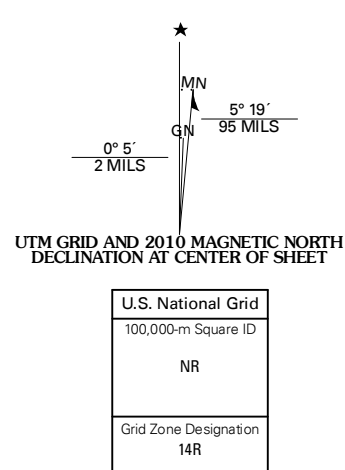 MN
5° 19´
95 MILS
GN
0° 5´
2 MILS
UTM GRID AND 2010 MAGNETIC NORTH
DECLINATION AT CENTER OF SHEET
U.S. National Grid
100,000-m Square ID
NR
Grid Zone Designation
14R